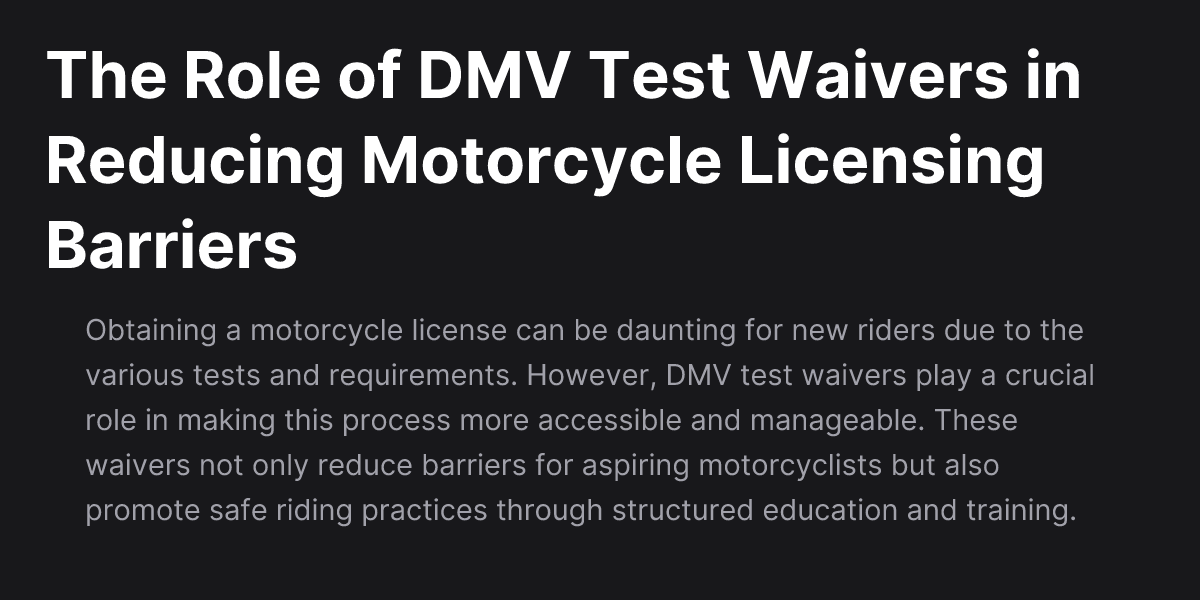 The Role of DMV Test Waivers in
Reducing Motorcycle Licensing
Barriers
Obtaining a motorcycle license can be daunting for new riders due to the
various tests and requirements. However, DMV test waivers play a crucial
role in making this process more accessible and manageable. These
waivers not only reduce barriers for aspiring motorcyclists but also
promote safe riding practices through structured education and training.